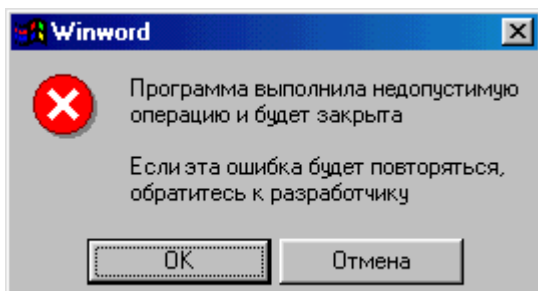 Winword
Программа выполнила недопустимую
операцию и будет закрыта
Если эта ошибка будет повторяться,
обратитесь к разработчику
OK
Отмена